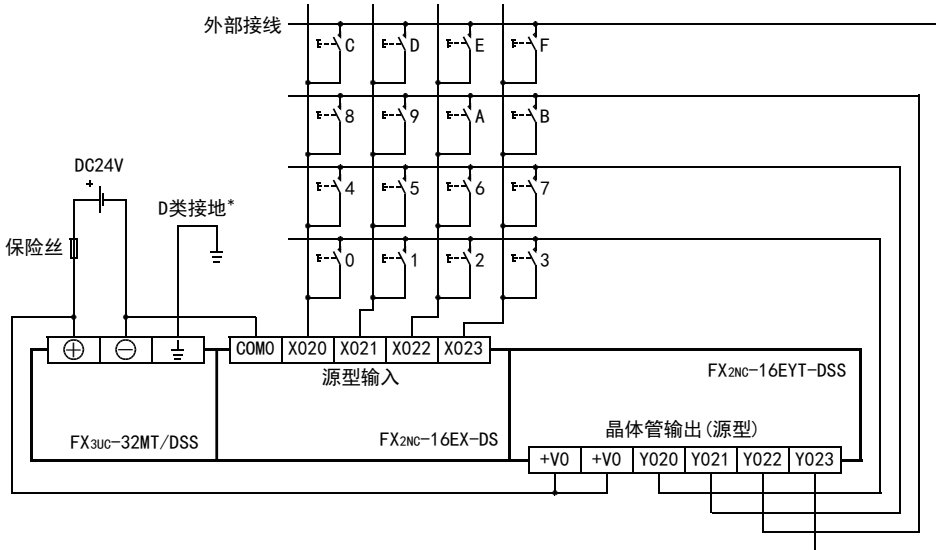 外部接线
C D E F
8 9 A B
DC24V
+
4 5 6 7
D类接地*
保险丝
0 1 2 3
+ −
COM0 X020 X021 X022 X023
源型输入
FX2NC-16EYT-DSS
晶体管输出(源型)
FX3UC-32MT/DSS
FX2NC-16EX-DS
+V0 +V0 Y020 Y021 Y022 Y023